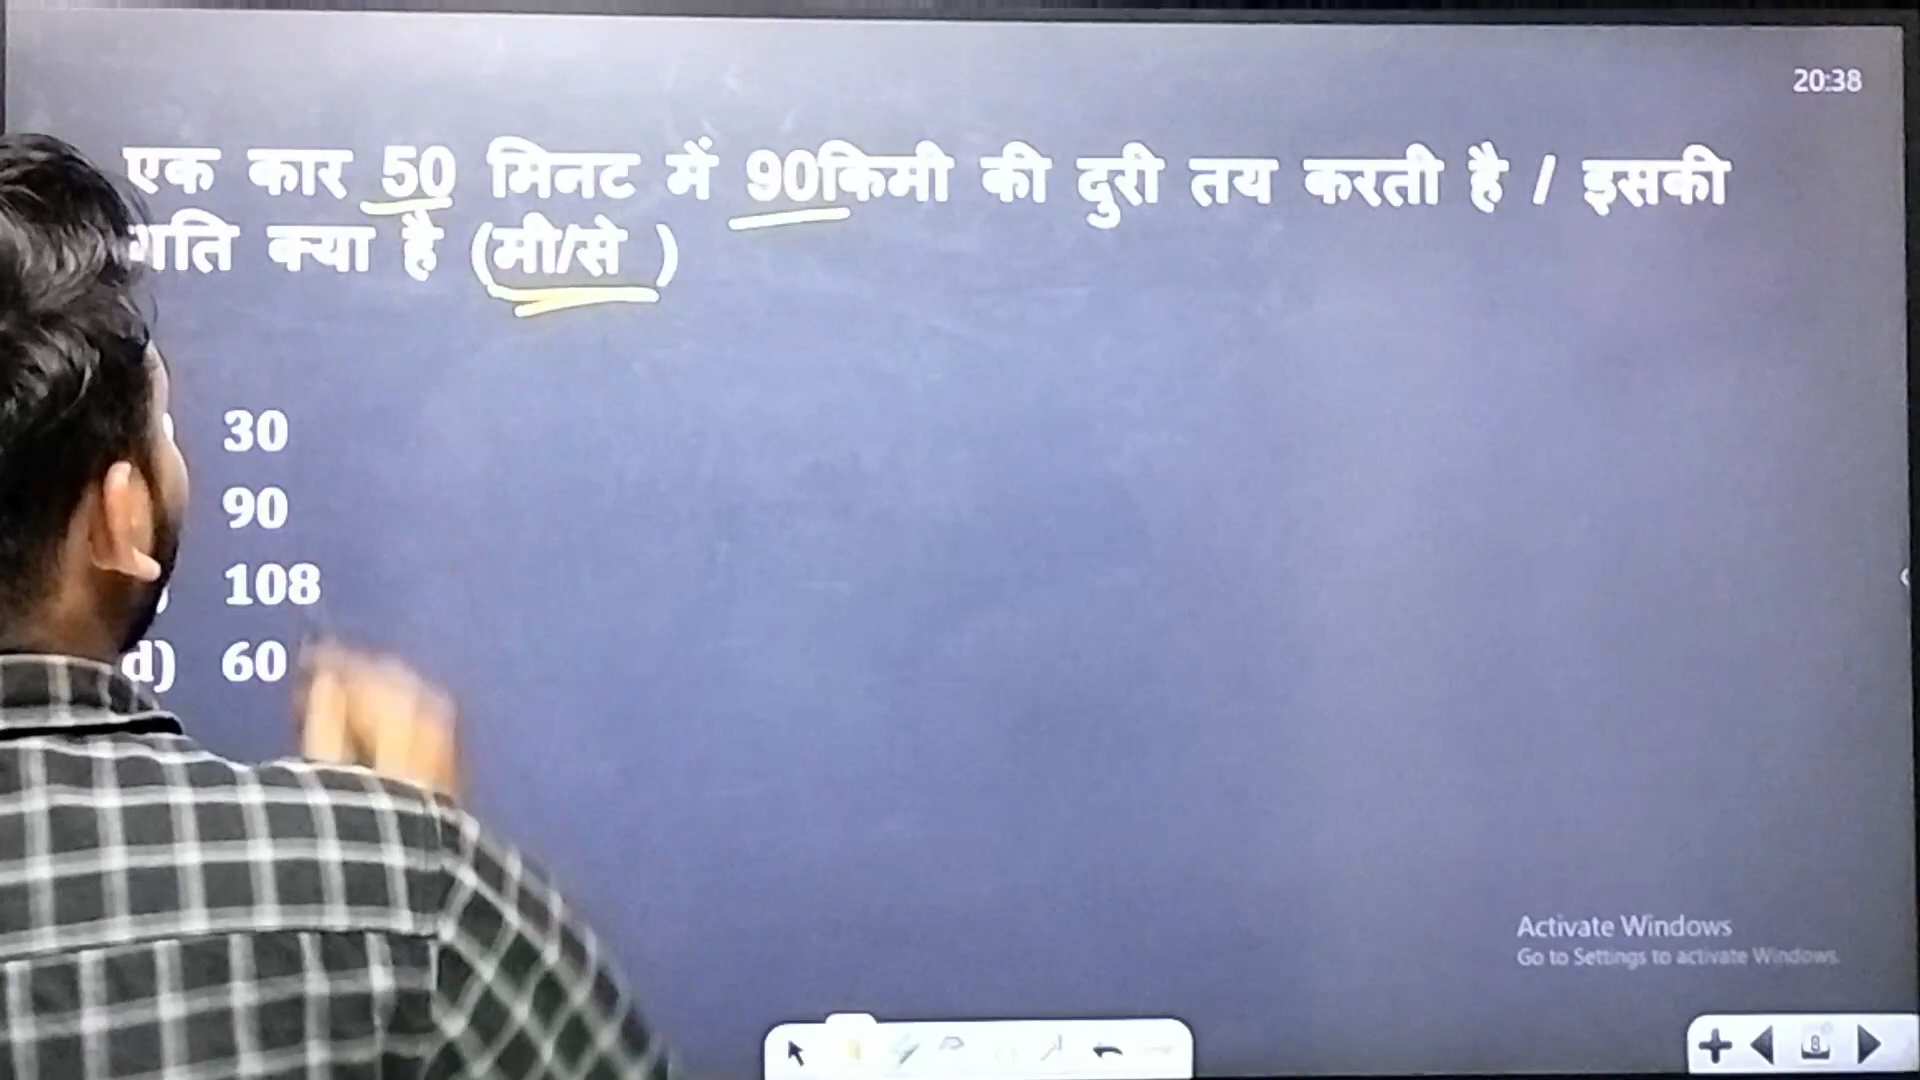 20:38
एक कार 50 मिनट में 90किमी की दुरी तय करती है / इसकी
गति क्या है (मी/से )
30
90
108
d) 60
Activate Windows
Go to Settings to activate Windows.
8